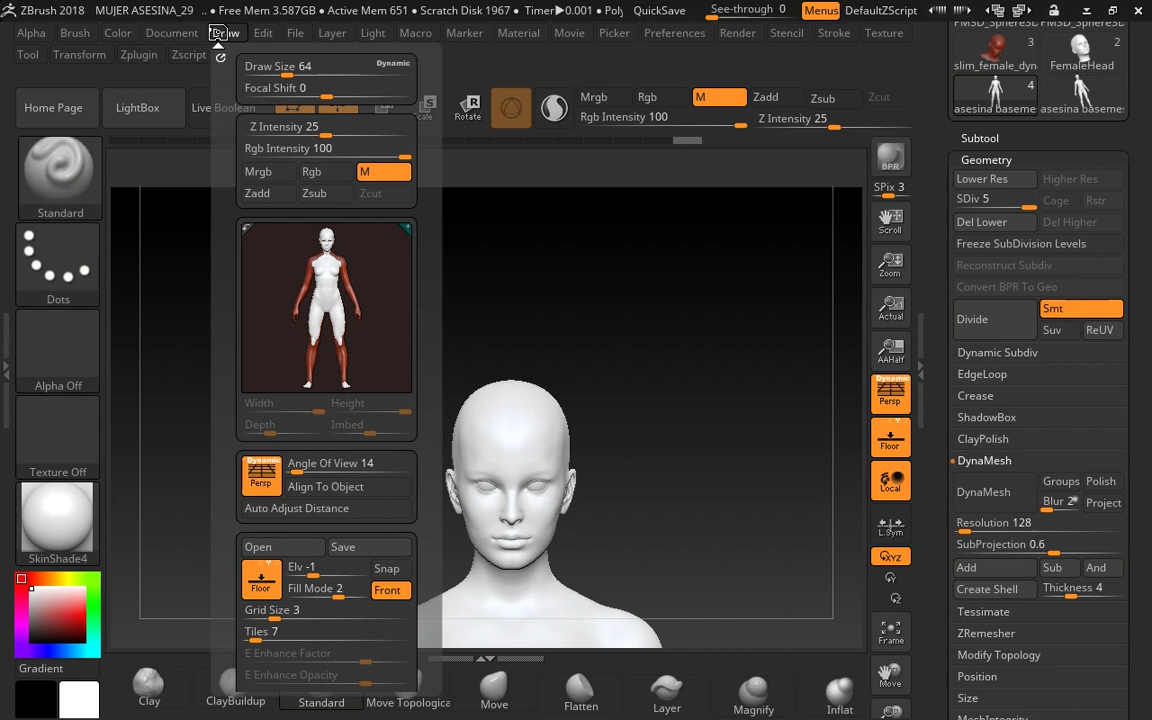 ZBrush 2018 MUJER ASESINA_29 .. • Free Mem 3.587GB • Active Mem 651 • Scratch Disk 1967 • Timer▶0.001 • Poly QuickSave See-through 0 Menus DefaultZScript
Alpha Brush Color Document Draw Edit File Layer Light Macro Marker Material Movie Picker Preferences Render Stencil Stroke Texture
Tool Transform Zplugin Zscript
Home Page LightBox Live Boolean Scale Rotate Mrgb Rgb M Zadd Zsub Zcut
Rgb Intensity 100 Z Intensity 25
Draw Size 64 Dynamic
Focal Shift 0
Z Intensity 25
Rgb Intensity 100
Mrgb Rgb M
Zadd Zsub Zcut
Width Height
Depth Imbed
Dynamic
Persp
Angle Of View 14
Align To Object
Auto Adjust Distance
Open Save
Floor
Elv -1 Snap
Fill Mode 2 Front
Grid Size 3
Tiles 7
E Enhance Factor
E Enhance Opacity
Standard
Dots
Alpha Off
Texture Off
SkinShade4
Gradient
Clay ClayBuildup Standard Move Topologica Move Flatten Layer Magnify Inflat
BPR
SPix 3
Scroll
Zoom
Actual
AAHalf
Dynamic
Persp
Floor
Local
L.Sym
XYZ
Frame
Move
PM3D_Sphere3D PM3D_Sphere3D
3 2
slim_female_dyn FemaleHead
4
asesina baseme asesina baseme
Subtool
Geometry
Lower Res Higher Res
SDiv 5 Cage Rstr
Del Lower Del Higher
Freeze SubDivision Levels
Reconstruct Subdiv
Convert BPR To Geo
Divide Smt
Suv ReUV
Dynamic Subdiv
EdgeLoop
Crease
ShadowBox
ClayPolish
DynaMesh
DynaMesh Groups Polish
Blur 2 Project
Resolution 128
SubProjection 0.6
Add Sub And
Create Shell Thickness 4
Tessimate
ZRemesher
Modify Topology
Position
Size
MeshIntegrity